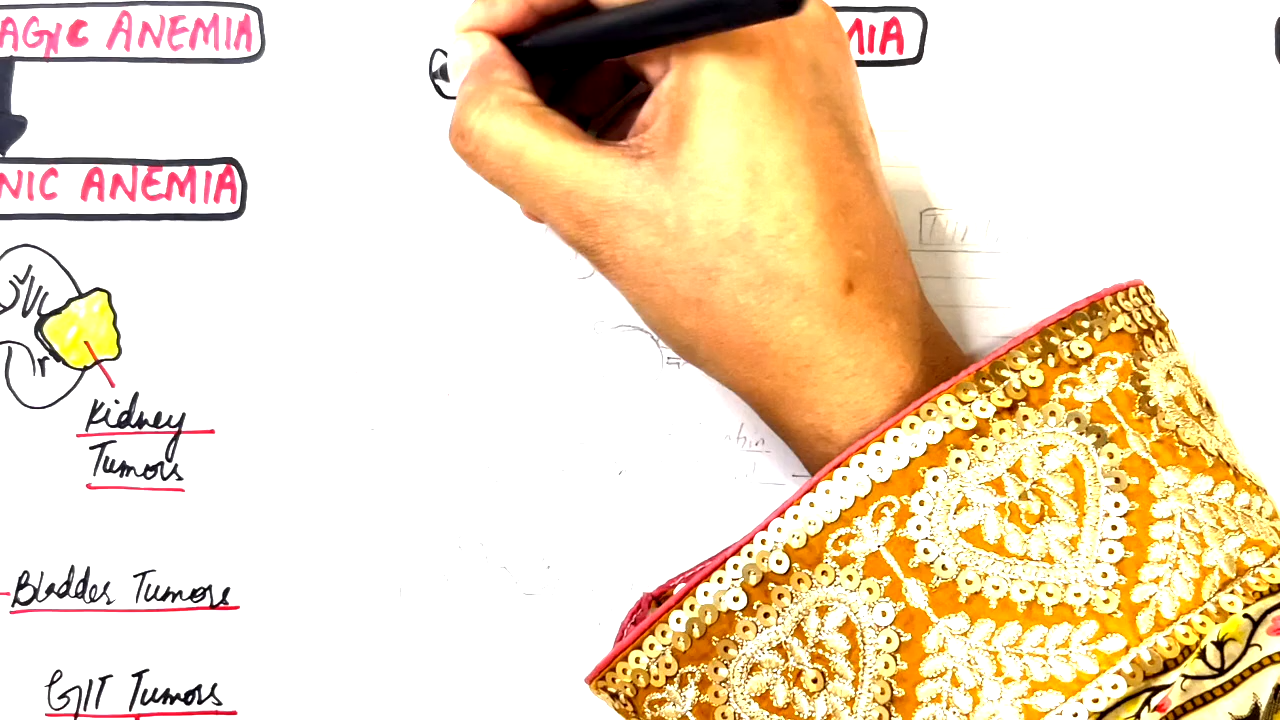 AGIC ANEMIA
MIA
NIC ANEMIA
Kidney
Tumors
Bladder Tumors
GIT Tumors